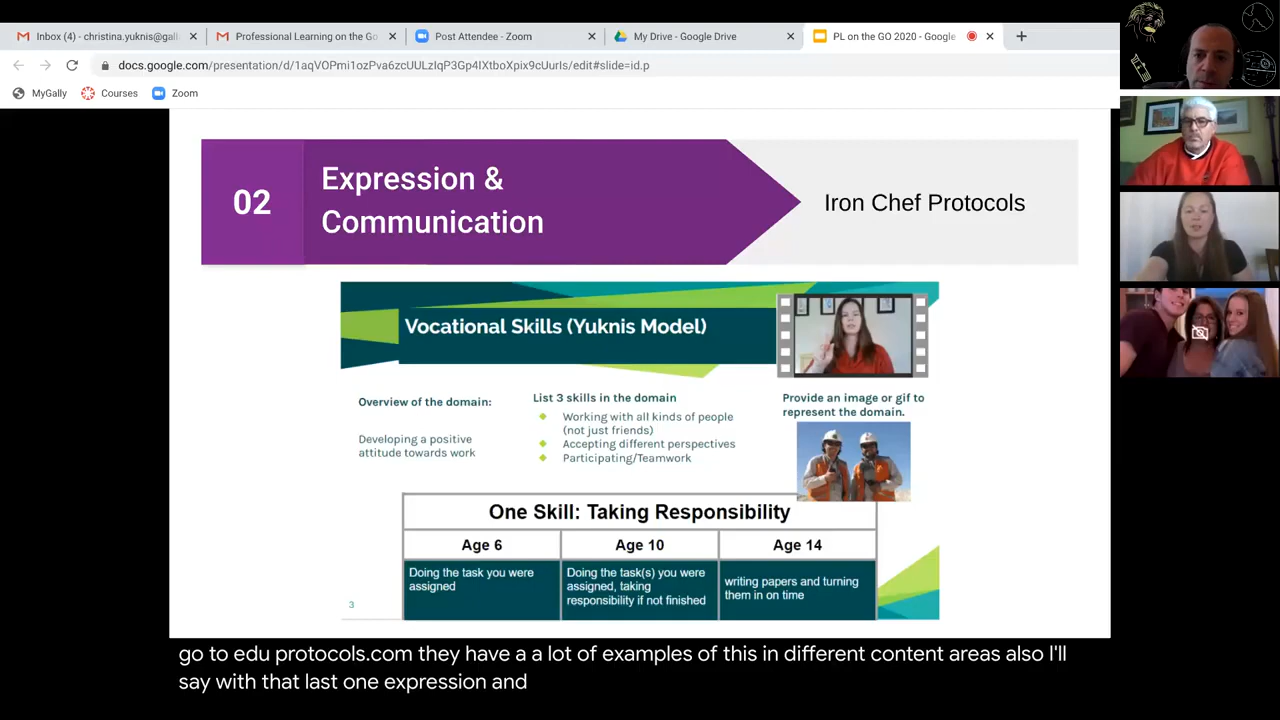 Inbox (4) - christina.yuknis@gall
Professional Learning on the Go
Post Attendee - Zoom
My Drive - Google Drive
PL on the GO 2020 - Google
docs.google.com/presentation/d/1aqVOPmi1ozPva6zcUULzIqP3Gp4IXtboXpix9cUurIs/edit#slide=id.p
MyGally
Courses
Zoom
02
Expression &
Communication
Iron Chef Protocols
Vocational Skills (Yuknis Model)
Overview of the domain:
Developing a positive
attitude towards work
List 3 skills in the domain
Working with all kinds of people
(not just friends)
Accepting different perspectives
Participating/Teamwork
Provide an image or gif to
represent the domain.
One Skill: Taking Responsibility
Age 6
Age 10
Age 14
Doing the task you were
assigned
Doing the task(s) you were
assigned, taking
responsibility if not finished
writing papers and turning
them in on time
3
go to edu protocols.com they have a a lot of examples of this in different content areas also I'll
say with that last one expression and